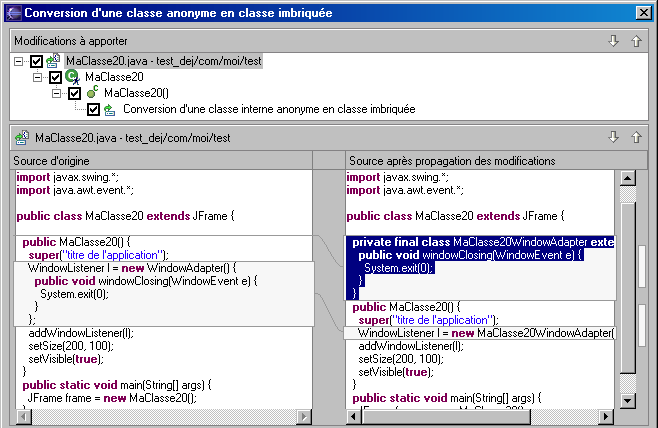 Conversion d'une classe anonyme en classe imbriquée
Modifications à apporter
MaClasse20.java - test_dej/com/moi/test
MaClasse20
MaClasse20()
Conversion d'une classe interne anonyme en classe imbriquée
MaClasse20.java - test_dej/com/moi/test
Source d'origine
import javax.swing.*;
import java.awt.event.*;
public class MaClasse20 extends JFrame {
public MaClasse20() {
super("titre de l'application");
WindowListener l = new WindowAdapter() {
public void windowClosing(WindowEvent e) {
System.exit(0);
}
};
addWindowListener(l);
setSize(200, 100);
setVisible(true);
}
public static void main(String[] args) {
JFrame frame = new MaClasse20();
Source après propagation des modifications
import javax.swing.*;
import java.awt.event.*;
public class MaClasse20 extends JFrame {
private final class MaClasse20WindowAdapter exte
public void windowClosing(WindowEvent e) {
System.exit(0);
}
}
public MaClasse20() {
super("titre de l'application");
WindowListener l = new MaClasse20WindowAdapter(
addWindowListener(l);
setSize(200, 100);
setVisible(true);
}
public static void main(String[] args) {